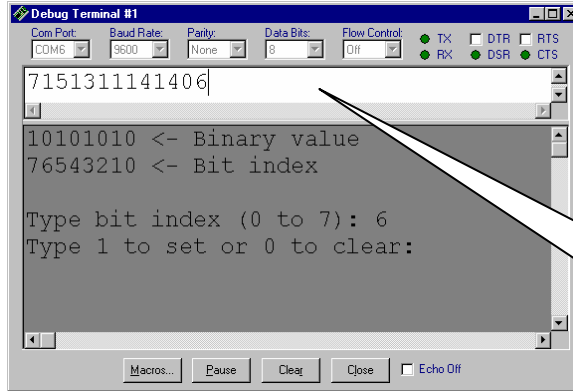 Debug Terminal #1
Com Port: Baud Rate: Parity: Data Bits: Flow Control: TX DTR RTS
COM6 9600 None 8 Off RX DSR CTS
7151311141406
10101010 <- Binary value
76543210 <- Bit index
Type bit index (0 to 7): 6
Type 1 to set or 0 to clear:
Macros... Pause Clear Close Echo Off